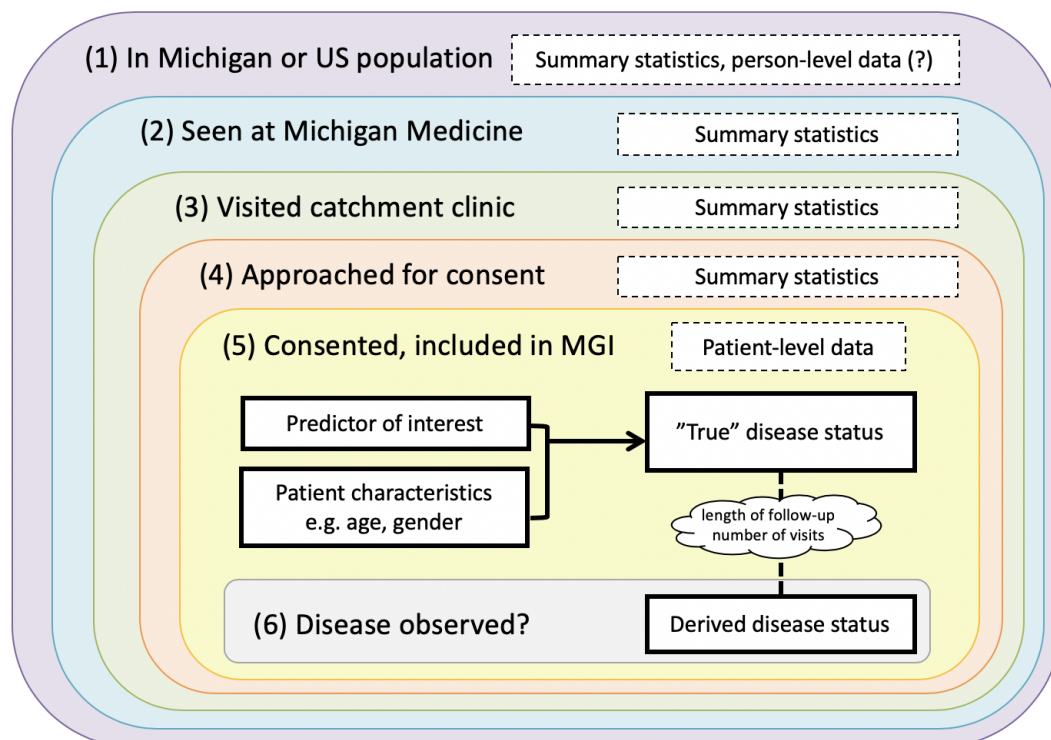 (1) In Michigan or US population
Summary statistics, person-level data (?)
(2) Seen at Michigan Medicine
Summary statistics
(3) Visited catchment clinic
Summary statistics
(4) Approached for consent
Summary statistics
(5) Consented, included in MGI
Patient-level data
Predictor of interest
Patient characteristics
e.g. age, gender
”True” disease status
length of follow-up
number of visits
(6) Disease observed?
Derived disease status